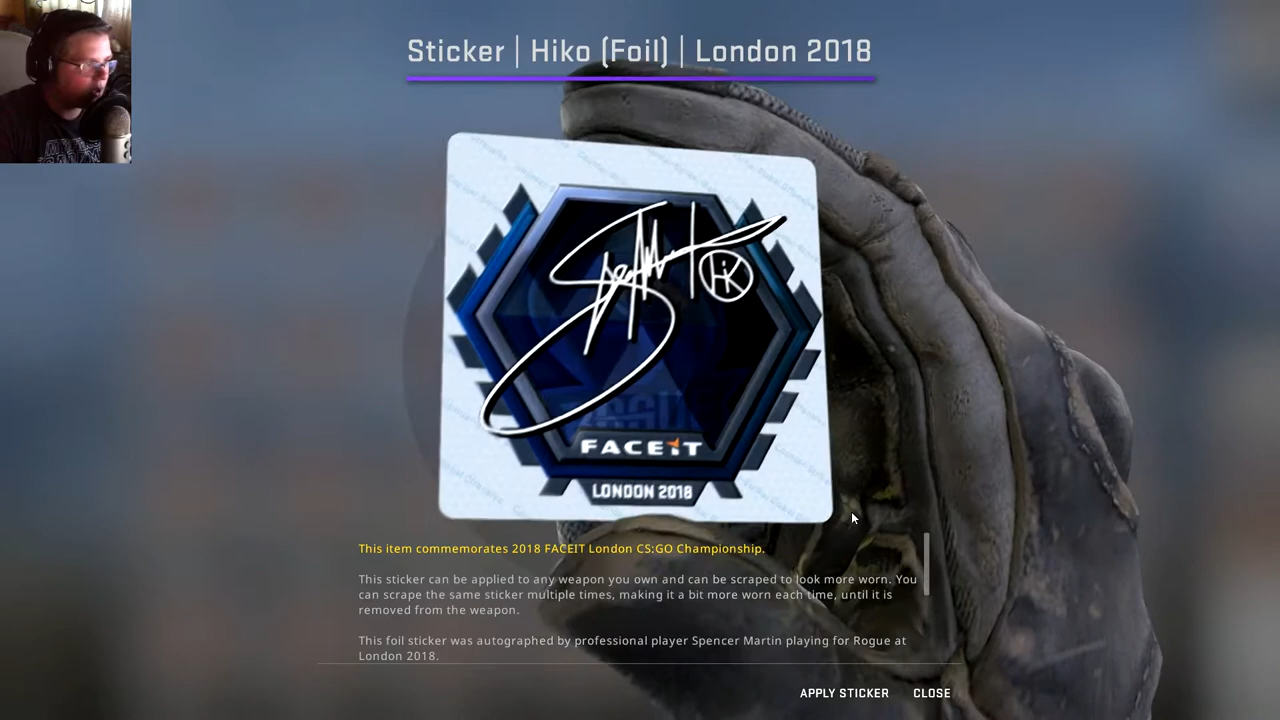 Sticker | Hiko (Foil) | London 2018
FACEIT
LONDON 2018
This item commemorates 2018 FACEIT London CS:GO Championship.
This sticker can be applied to any weapon you own and can be scraped to look more worn. You
can scrape the same sticker multiple times, making it a bit more worn each time, until it is
removed from the weapon.
This foil sticker was autographed by professional player Spencer Martin playing for Rogue at
London 2018.
APPLY STICKER CLOSE